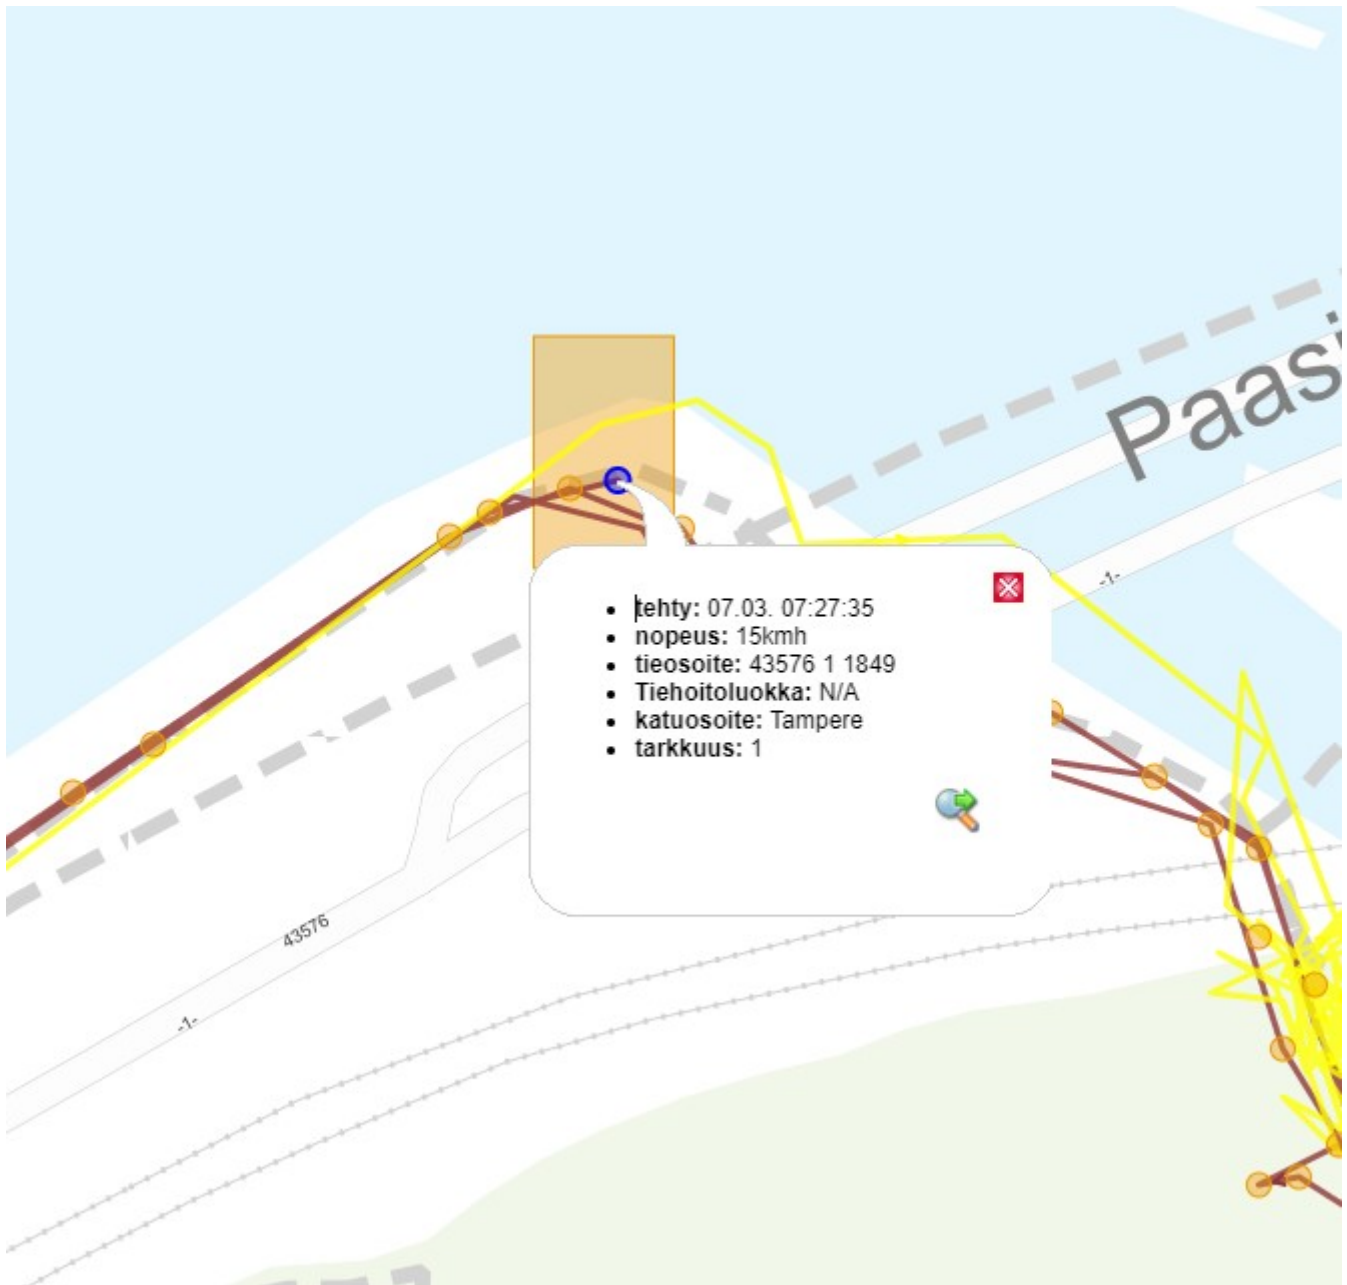 Paasi
-1-
tehty: 07.03. 07:27:35
nopeus: 15kmh
tieosoite: 43576 1 1849
Tiehoitoluokka: N/A
katuosoite: Tampere
tarkkuus: 1
43576
-1-